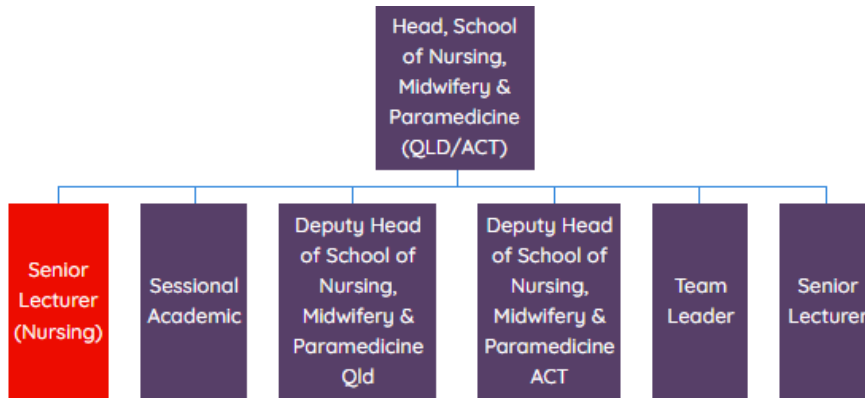 Head, School
of Nursing,
Midwifery &
Paramedicine
(QLD/ACT)
Senior
Lecturer
(Nursing)
Sessional
Academic
Deputy Head
of School of
Nursing,
Midwifery &
Paramedicine
Qld
Deputy Head
of School of
Nursing,
Midwifery &
Paramedicine
ACT
Team
Leader
Senior
Lecturer